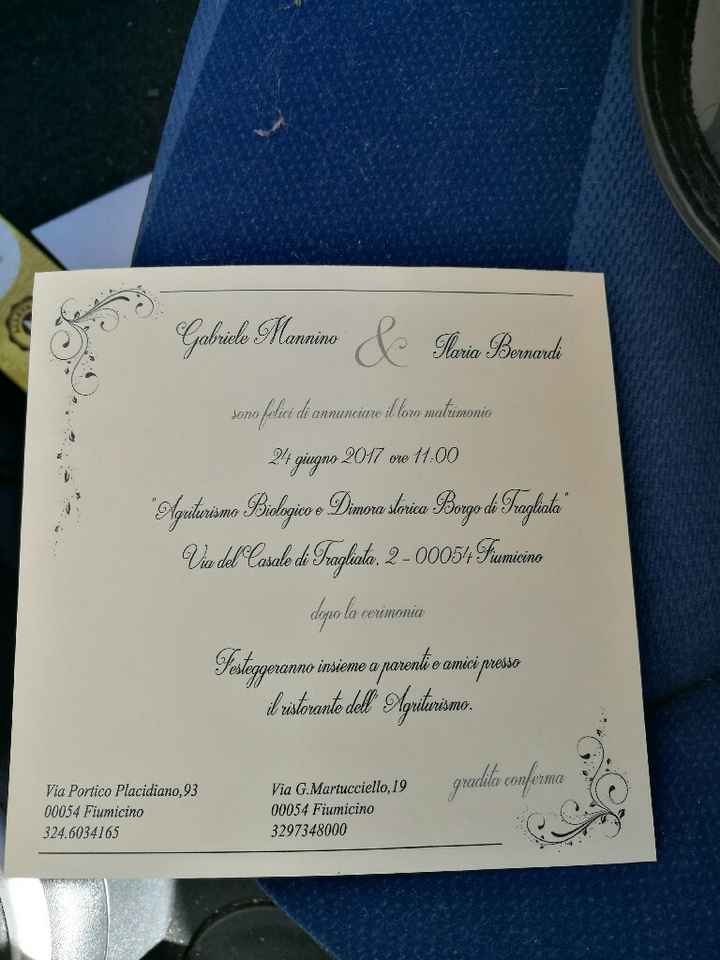 Gabriele Mannino & Ilaria Bernardi
sono felici di annunciare il loro matrimonio
24 giugno 2017 ore 11:00
"Agriturismo Biologico e Dimora storica Borgo di Tragliata"
Via del Casale di Tragliata, 2 - 00054 Fiumicino
dopo la cerimonia
Festeggeranno insieme a parenti e amici presso
il ristorante dell' Agriturismo.
gradita conferma
Via Portico Placidiano,93
00054 Fiumicino
324.6034165
Via G.Martucciello,19
00054 Fiumicino
3297348000